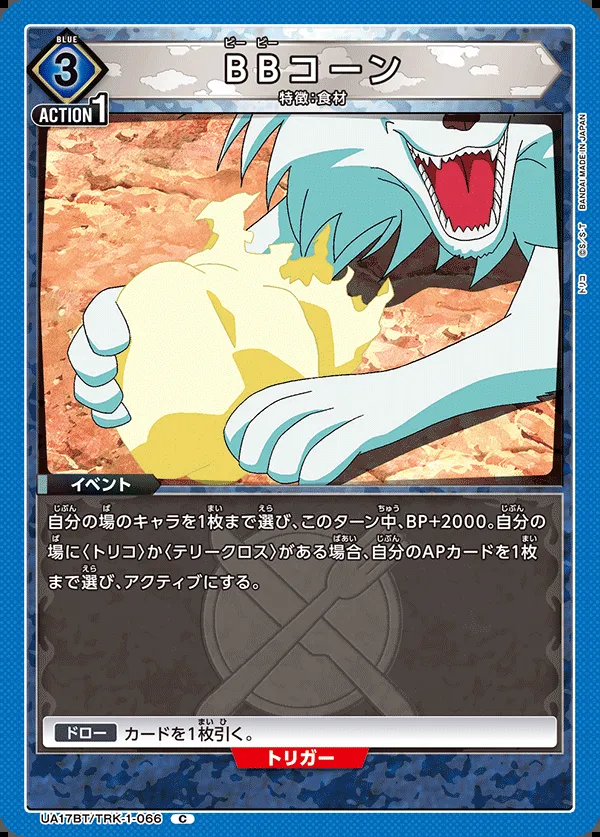 BLUE
3
ACTION 1
ビー ビー
BBコーン
特徴:食材
トリコ ©S/S・T BANDAI MADE IN JAPAN
イベント
自分の場のキャラを1枚まで選び、このターン中、BP+2000。自分の
場に〈トリコ〉か〈テリークロス〉がある場合、自分のAPカードを1枚
まで選び、アクティブにする。
ドロー カードを1枚引く。
トリガー
UA17BT/TRK-1-066 C